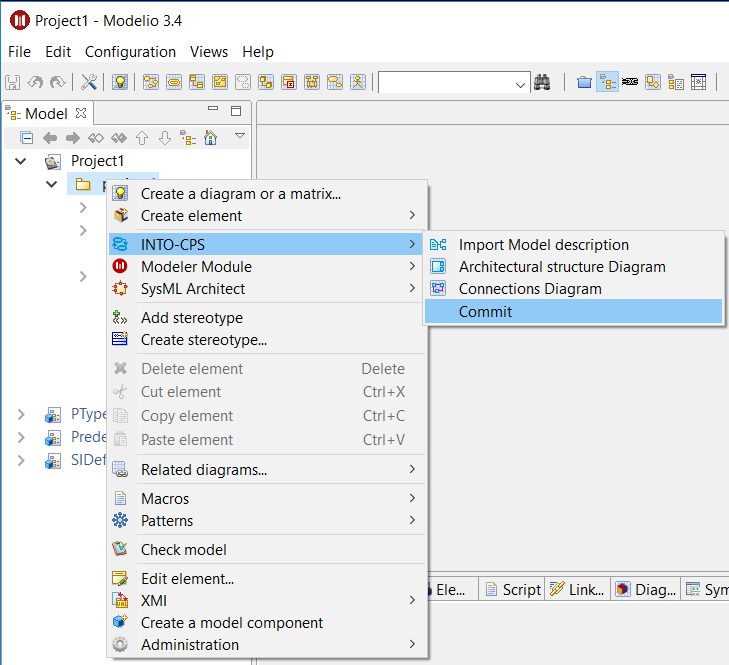 Project1 - Modelio 3.4
File Edit Configuration Views Help
Model
Project1
Create a diagram or a matrix...
Create element
INTO-CPS
Import Model description
Modeler Module
Architectural structure Diagram
SysML Architect
Connections Diagram
Commit
Add stereotype
Create stereotype...
Delete element Delete
Cut element Ctrl+X
Copy element Ctrl+C
Paste element Ctrl+V
Related diagrams...
Macros
Patterns
Check model
Edit element...
XMI
Create a model component
Administration
PType
Prede
SIDef
Ele... Script Link... Diag... Sym